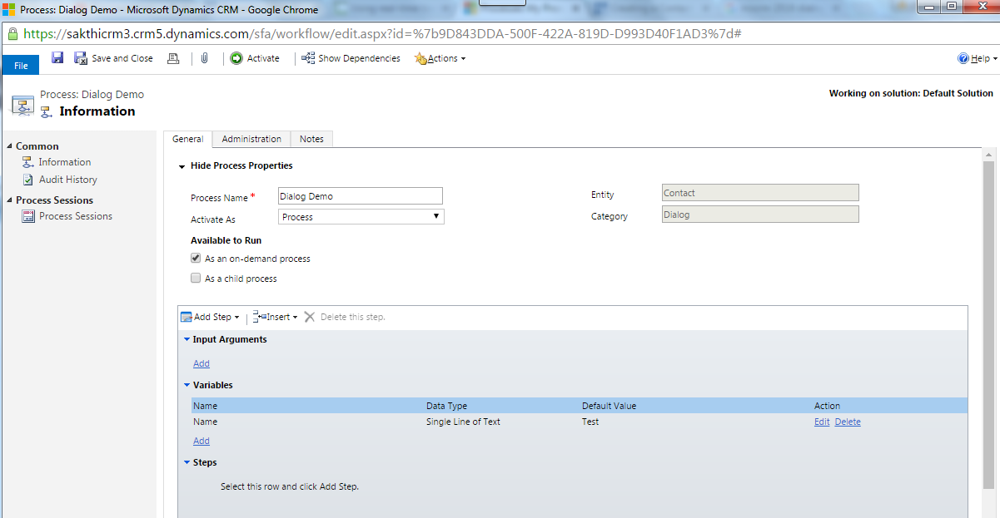 Process: Dialog Demo - Microsoft Dynamics CRM - Google Chrome
https://sakthicrm3.crm5.dynamics.com/sfa/workflow/edit.aspx?id=%7b9D843DDA-500F-422A-819D-D993D40F1AD3%7d#
File Save and Close Activate Show Dependencies Actions Help
Process: Dialog Demo
Information
Working on solution: Default Solution
Common
Information
Audit History
Process Sessions
Process Sessions
General Administration Notes
Hide Process Properties
Process Name * Dialog Demo Entity Contact
Activate As Process Category Dialog
Available to Run
As an on-demand process
As a child process
Add Step Insert Delete this step.
Input Arguments
Add
Variables
Name Data Type Default Value Action
Name Single Line of Text Test Edit Delete
Add
Steps
Select this row and click Add Step.